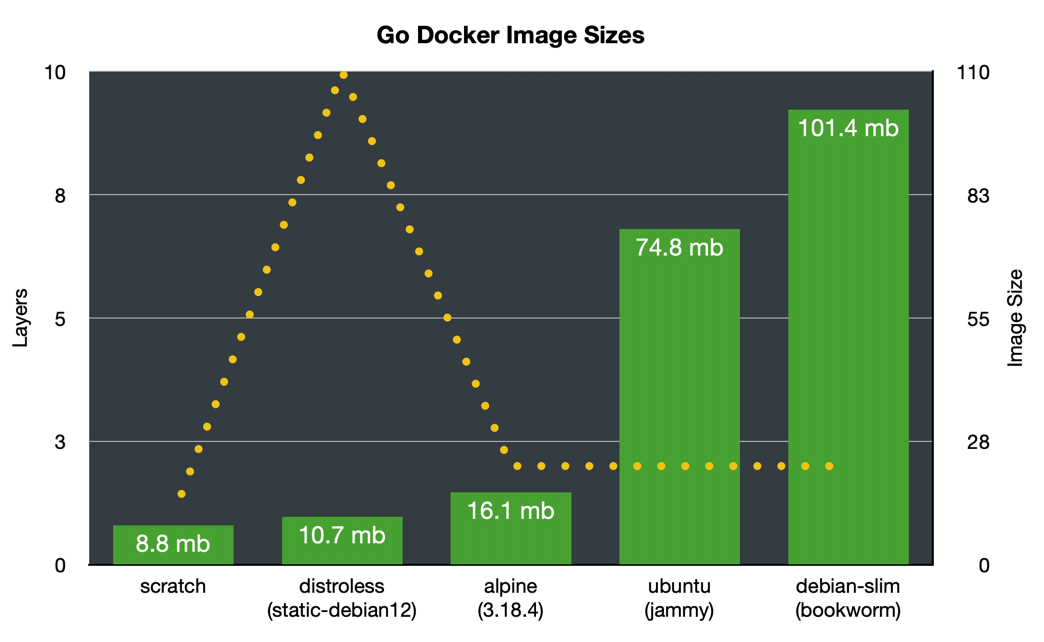 Go Docker Image Sizes
10
8
5
3
0
Layers
110
83
55
28
0
Image Size
8.8 mb
10.7 mb
16.1 mb
74.8 mb
101.4 mb
scratch
distroless
(static-debian12)
alpine
(3.18.4)
ubuntu
(jammy)
debian-slim
(bookworm)